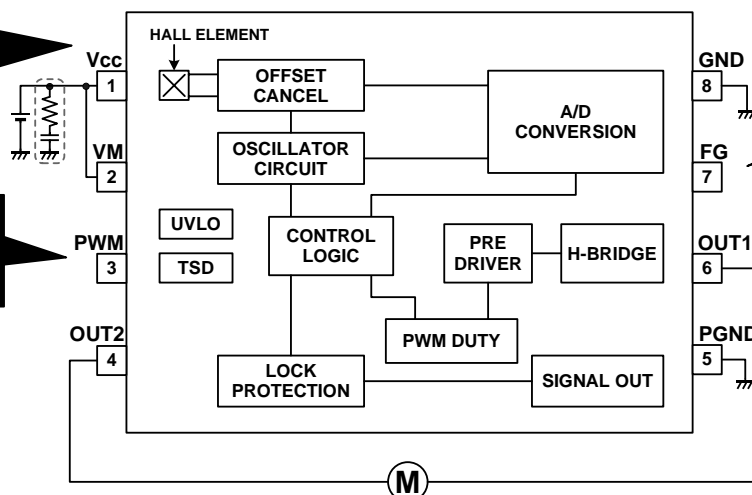 HALL ELEMENT
Vcc
1
OFFSET
CANCEL
A/D
CONVERSION
GND
8
VM
2
OSCILLATOR
CIRCUIT
FG
7
UVLO
TSD
PWM
3
CONTROL
LOGIC
PRE
DRIVER
H-BRIDGE
OUT1
6
OUT2
4
PWM DUTY
PGND
5
LOCK
PROTECTION
SIGNAL OUT
M